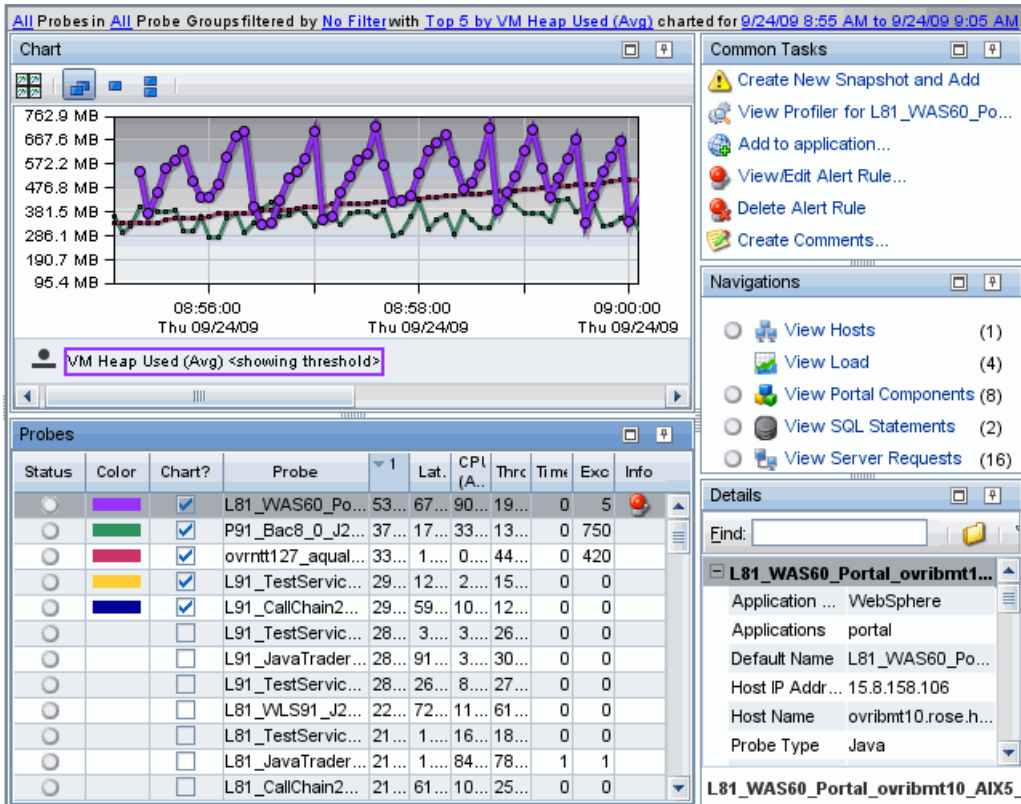 All Probes in All Probe Groups filtered by No Filter with Top 5 by VM Heap Used (Avg) charted for 9/24/09 8:55 AM to 9/24/09 9:05 AM
Chart
762.9 MB
667.6 MB
572.2 MB
476.8 MB
381.5 MB
286.1 MB
190.7 MB
95.4 MB
08:56:00 08:58:00 09:00:00
Thu 09/24/09 Thu 09/24/09 Thu 09/24/09
VM Heap Used (Avg) <showing threshold>
Probes
Status Color Chart? Probe 1 Lat. CPU (A.. Thrc Time Exc Info
L81_WAS60_Po... 53... 67... 90... 19... 0 5
P91_Bac8_0_J2... 37... 17... 33... 13... 0 750
ovrntt127_aqual... 33... 1.... 0.... 44... 0 420
L91_TestServic... 29... 12... 2.... 15... 0 0
L91_CallChain2... 29... 59... 10... 12... 0 0
L91_TestServic... 28... 3.... 3.... 26... 0 0
L91_JavaTrader... 28... 91... 3.... 30... 0 0
L91_TestServic... 28... 26... 8.... 27... 0 0
L81_WLS91_J2... 22... 72... 11... 61... 0 0
L81_TestServic... 21... 1.... 16... 18... 0 0
L81_JavaTrader... 21... 1.... 84... 78... 1 1
L81_CallChain2... 21... 61... 10... 25... 0 0
Common Tasks
Create New Snapshot and Add
View Profiler for L81_WAS60_Po...
Add to application...
View/Edit Alert Rule...
Delete Alert Rule
Create Comments...
Navigations
View Hosts (1)
View Load (4)
View Portal Components (8)
View SQL Statements (2)
View Server Requests (16)
Details
Find:
L81_WAS60_Portal_ovribmt1...
Application ... WebSphere
Applications portal
Default Name L81_WAS60_Po...
Host IP Addr... 15.8.158.106
Host Name ovribmt10.rose.h...
Probe Type Java
L81_WAS60_Portal_ovribmt10_AIX5_